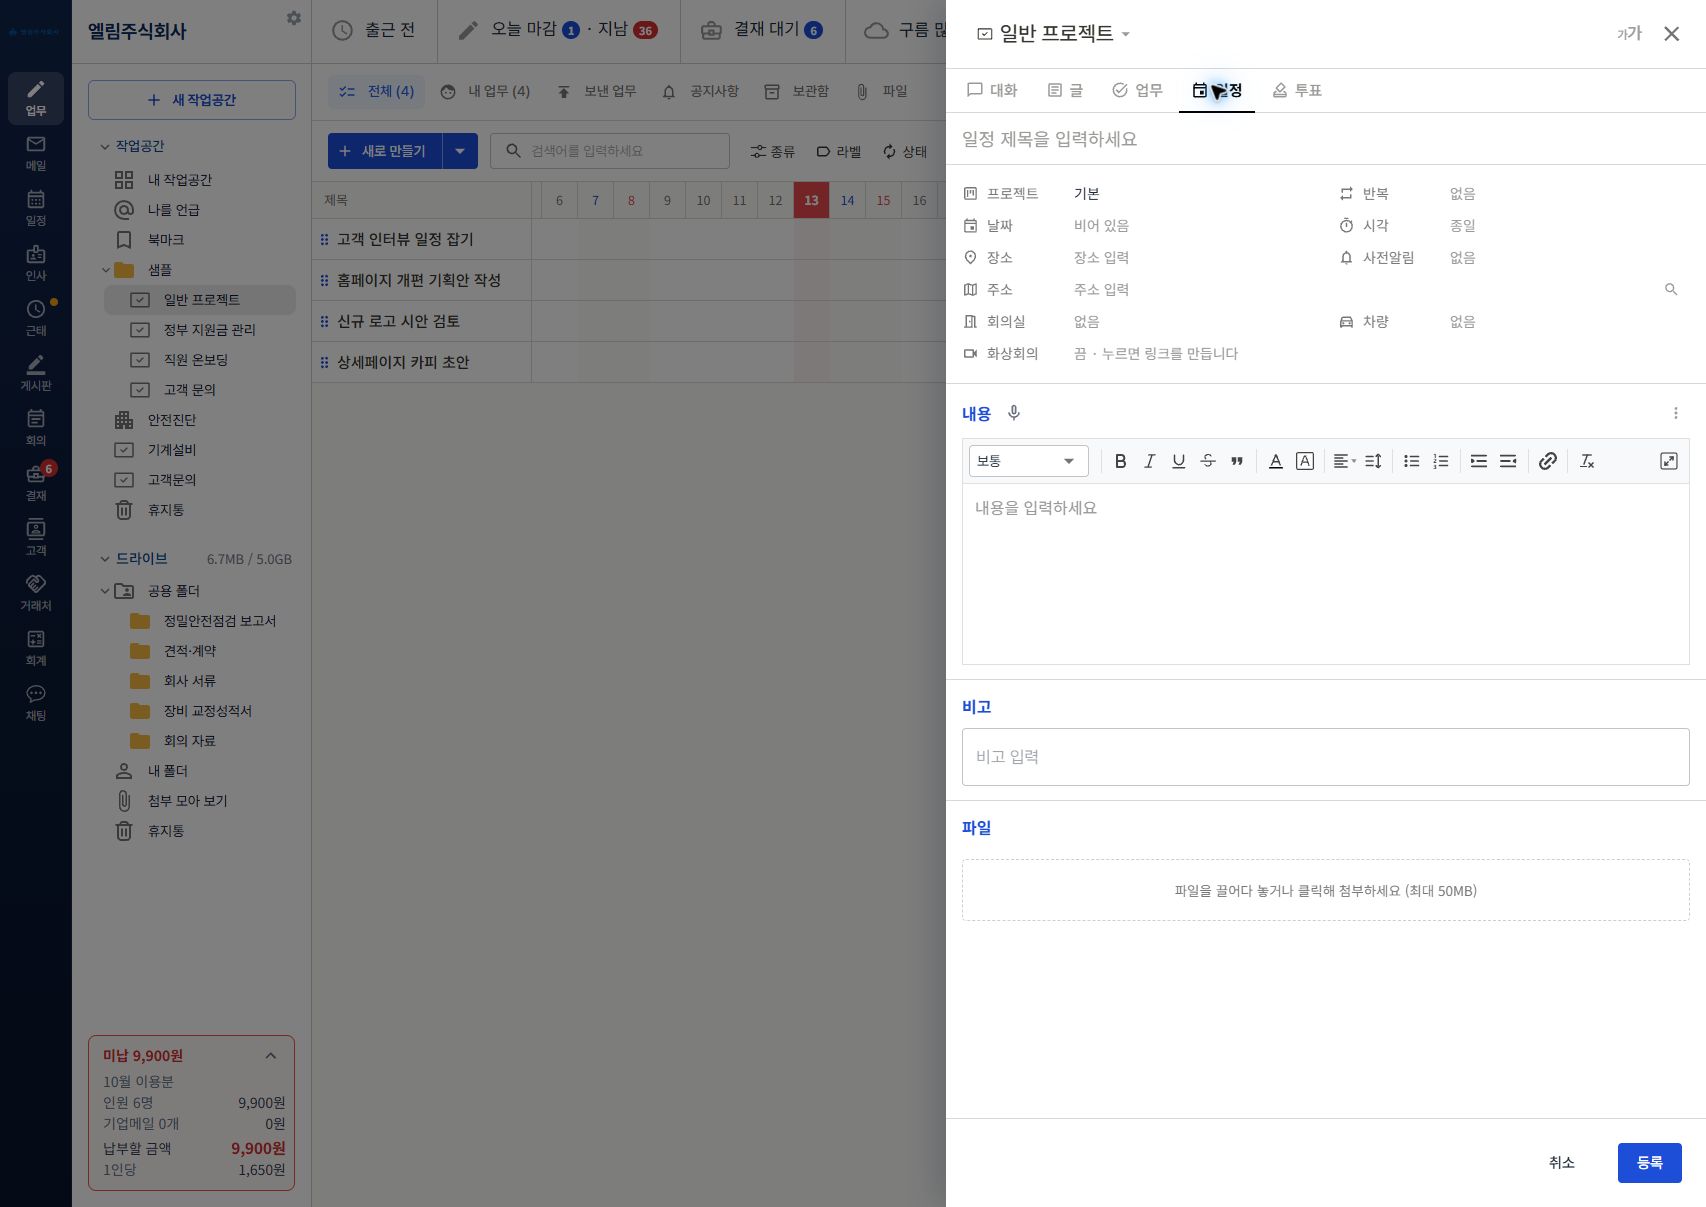 엘림주식회사
출근 전
오늘 마감 1 · 지남 36
결재 대기 6
구름 많
업무
메일
일정
인사
근태
게시판
회의
6
결재
고객
거래처
회계
채팅
새 작업공간
작업공간
내 작업공간
나를 언급
북마크
샘플
일반 프로젝트
정부 지원금 관리
직원 온보딩
고객 문의
안전진단
기계설비
고객문의
휴지통
드라이브 6.7MB / 5.0GB
공용 폴더
정밀안전점검 보고서
견적·계약
회사 서류
장비 교정성적서
회의 자료
내 폴더
첨부 모아 보기
휴지통
미납 9,900원
10월 이용분
인원 6명 9,900원
기업메일 0개 0원
납부할 금액 9,900원
1인당 1,650원
전체 (4) 내 업무 (4) 보낸 업무 공지사항 보관함 파일
새로 만들기 검색어를 입력하세요 종류 라벨 상태
제목 6 7 8 9 10 11 12 13 14 15 16
고객 인터뷰 일정 잡기
홈페이지 개편 기획안 작성
신규 로고 시안 검토
상세페이지 카피 초안
일반 프로젝트 가가
대화 글 업무 일정 투표
일정 제목을 입력하세요
프로젝트 기본 반복 없음
날짜 비어 있음 시각 종일
장소 장소 입력 사전알림 없음
주소 주소 입력
회의실 없음 차량 없음
화상회의 끔 · 누르면 링크를 만듭니다
내용
보통
내용을 입력하세요
비고
비고 입력
파일
파일을 끌어다 놓거나 클릭해 첨부하세요 (최대 50MB)
취소 등록